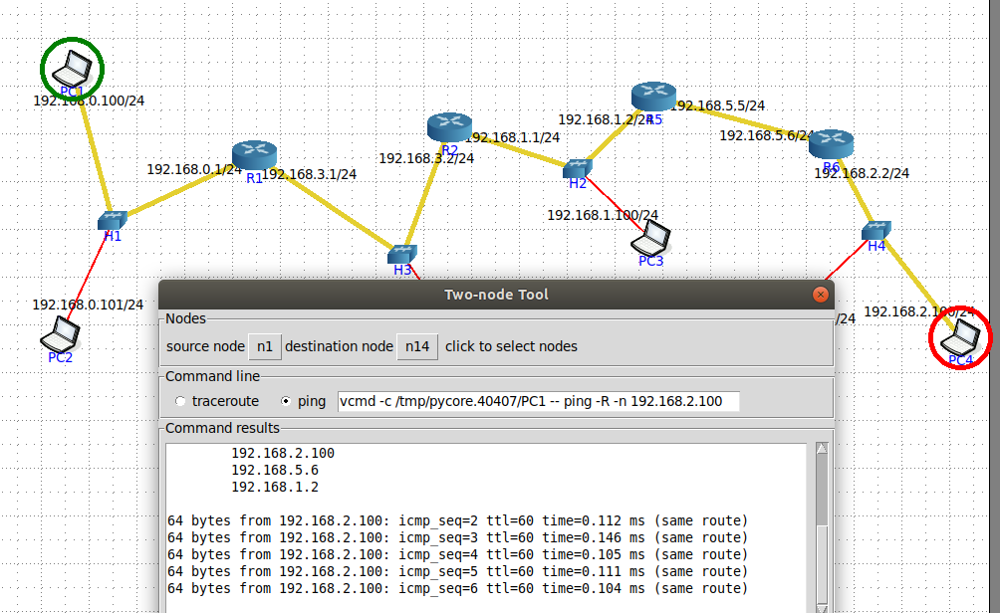 PC1
192.168.0.100/24
R5
192.168.5.5/24
192.168.1.2/24
R2
192.168.1.1/24
192.168.5.6/24
R6
192.168.2.2/24
192.168.3.2/24
R1
192.168.0.1/24
192.168.3.1/24
H2
192.168.1.100/24
PC3
H1
H3
H4
192.168.0.101/24
PC2
/24
192.168.2.100/24
PC4
Two-node Tool
Nodes
source node n1 destination node n14 click to select nodes
Command line
traceroute ping vcmd -c /tmp/pycore.40407/PC1 -- ping -R -n 192.168.2.100
Command results
192.168.2.100
192.168.5.6
192.168.1.2
64 bytes from 192.168.2.100: icmp_seq=2 ttl=60 time=0.112 ms (same route)
64 bytes from 192.168.2.100: icmp_seq=3 ttl=60 time=0.146 ms (same route)
64 bytes from 192.168.2.100: icmp_seq=4 ttl=60 time=0.105 ms (same route)
64 bytes from 192.168.2.100: icmp_seq=5 ttl=60 time=0.111 ms (same route)
64 bytes from 192.168.2.100: icmp_seq=6 ttl=60 time=0.104 ms (same route)